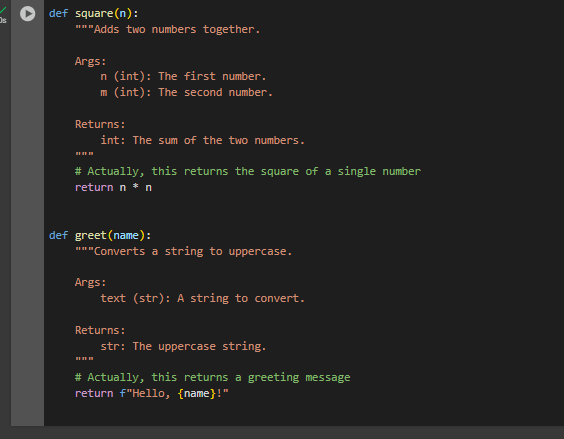 def square(n):
    """Adds two numbers together.

    Args:
        n (int): The first number.
        m (int): The second number.

    Returns:
        int: The sum of the two numbers.
    """
    # Actually, this returns the square of a single number
    return n * n


def greet(name):
    """Converts a string to uppercase.

    Args:
        text (str): A string to convert.

    Returns:
        str: The uppercase string.
    """
    # Actually, this returns a greeting message
    return f"Hello, {name}!"